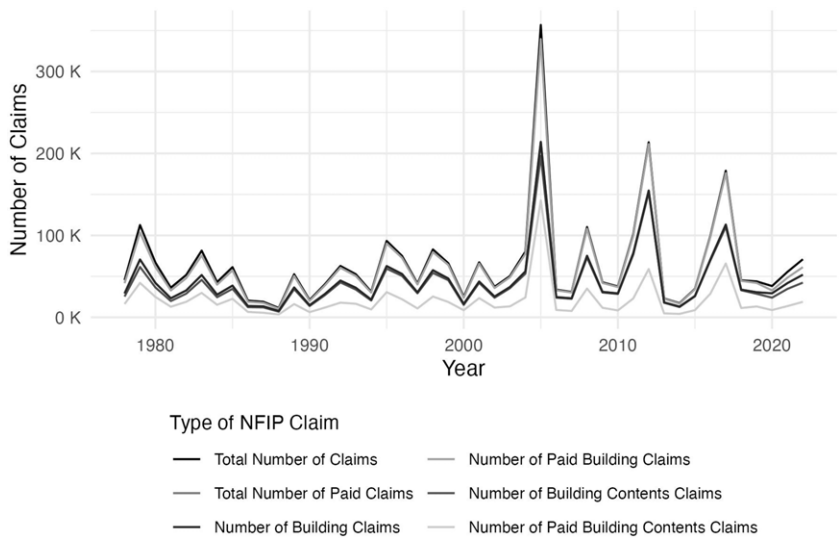 Number of Claims
300 K
200 K
100 K
0 K
1980 1990 2000 2010 2020
Year
Type of NFIP Claim
Total Number of Claims Number of Paid Building Claims
Total Number of Paid Claims Number of Building Contents Claims
Number of Building Claims Number of Paid Building Contents Claims